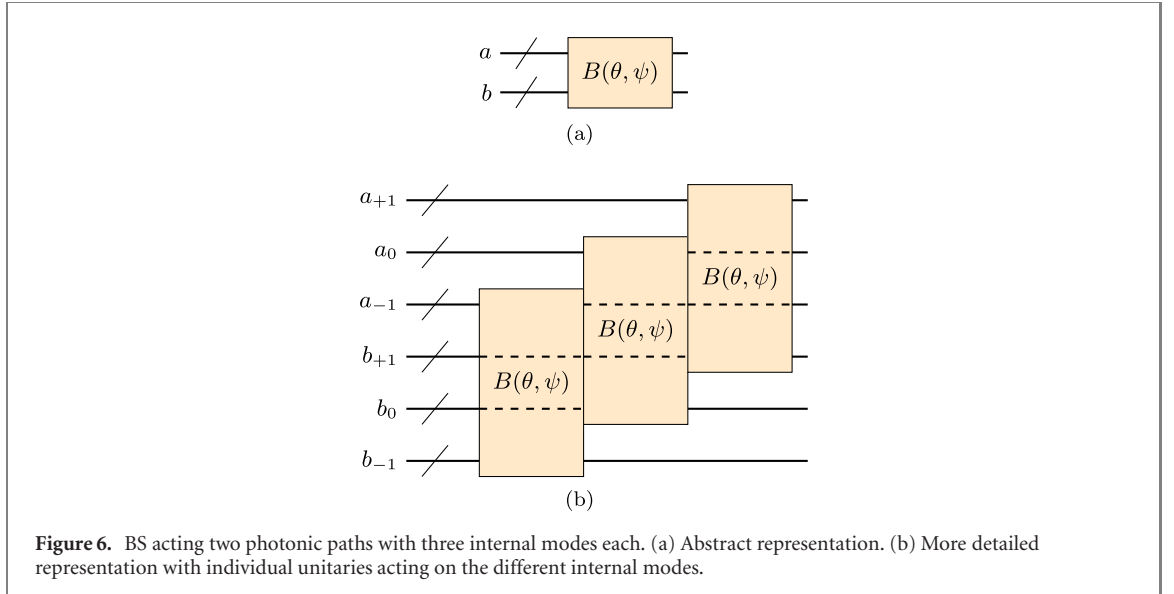 a
b
B(θ, ψ)
(a)
a₊₁
a₀
B(θ, ψ)
a₋₁
B(θ, ψ)
b₊₁
B(θ, ψ)
b₀
b₋₁
(b)
Figure 6. BS acting two photonic paths with three internal modes each. (a) Abstract representation. (b) More detailed
representation with individual unitaries acting on the different internal modes.